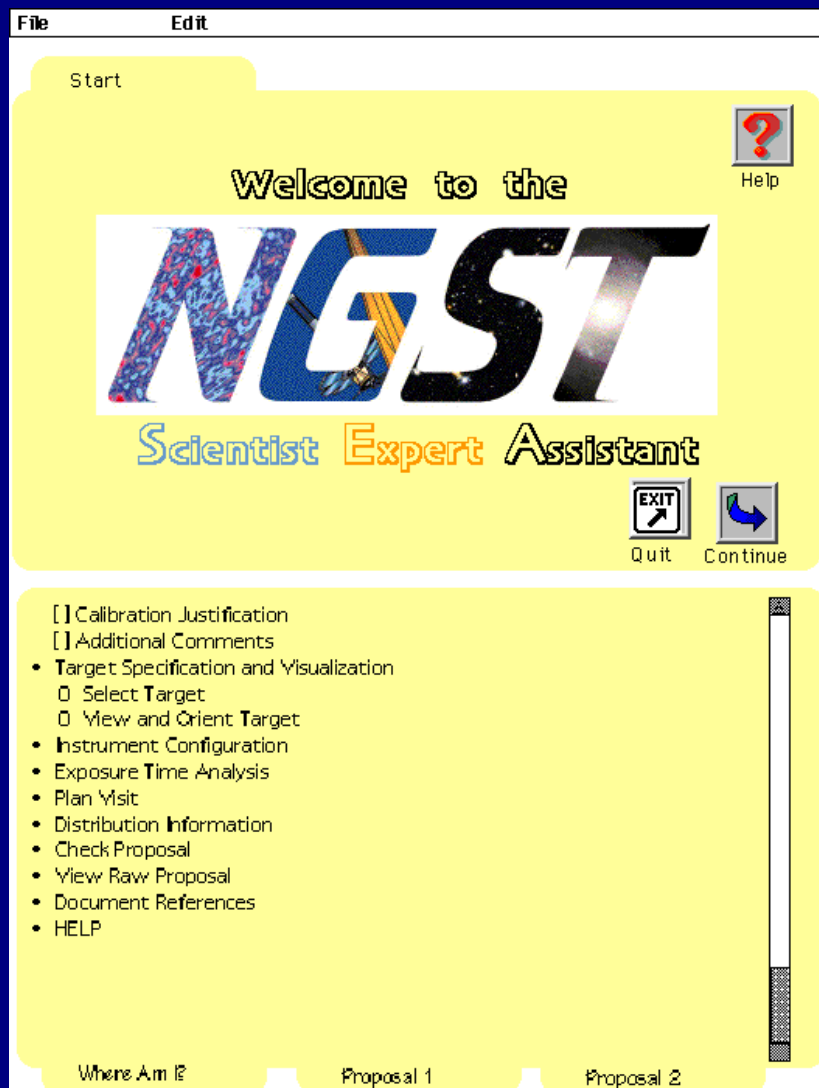 File Edit
Start
Help
Welcome to the
NGST
Scientist Expert Assistant
EXIT
Quit Continue
[ ] Calibration Justification
[ ] Additional Comments
• Target Specification and Visualization
O Select Target
O View and Orient Target
• Instrument Configuration
• Exposure Time Analysis
• Plan Visit
• Distribution Information
• Check Proposal
• View Raw Proposal
• Document References
• HELP
Where Am I? Proposal 1 Proposal 2